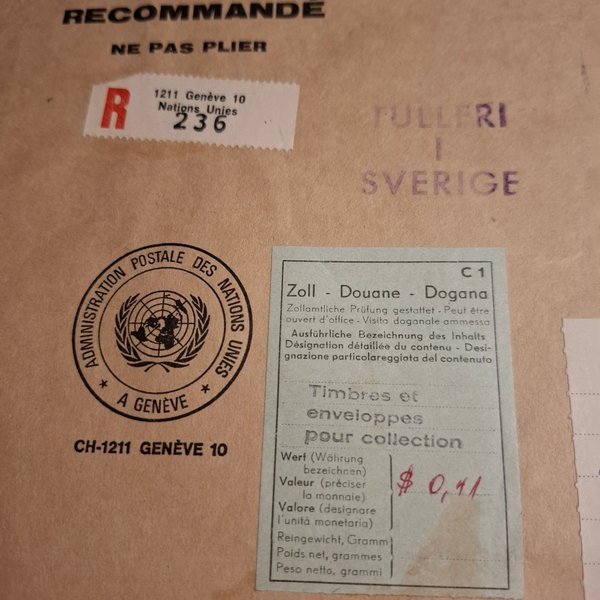 RECOMMANDÉ
NE PAS PLIER
R
1211 Genève 10
Nations Unies
236
TULLFRI
I
SVERIGE
ADMINISTRATION POSTALE DES NATIONS UNIES
* A GENÈVE *
CH-1211 GENÈVE 10
C 1
Zoll - Douane - Dogana
Zollamtliche Prüfung gestattet - Peut être
ouvert d'office - Visita doganale ammessa
Ausführliche Bezeichnung des Inhalts
Désignation détaillée du contenu - Desi-
gnazione particolareggiata del contenuto
Timbres et
enveloppes
pour collection
Wert (Währung
bezeichnen)
Valeur (préciser
la monnaie)
Valore (designare
l'unità monetaria)
$ 0,41
Reingewicht, Gramm
Poids net, grammes
Peso netto, grammi